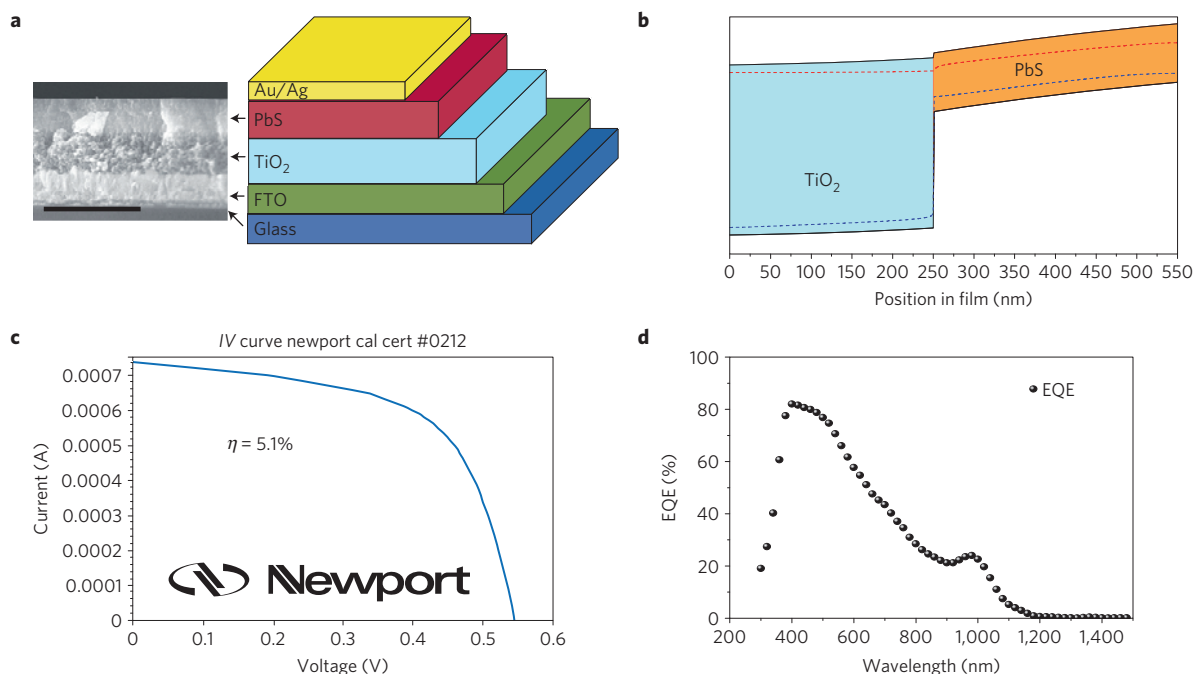 a
Au/Ag
PbS
TiO₂
FTO
Glass
b
PbS
TiO₂
0 50 100 150 200 250 300 350 400 450 500 550
Position in film (nm)
c
IV curve newport cal cert #0212
0.0007
0.0006
0.0005
0.0004
0.0003
0.0002
0.0001
0
Current (A)
η = 5.1%
Newport
0 0.1 0.2 0.3 0.4 0.5 0.6
Voltage (V)
d
100
80
60
40
20
0
EQE (%)
EQE
200 400 600 800 1,000 1,200 1,400
Wavelength (nm)